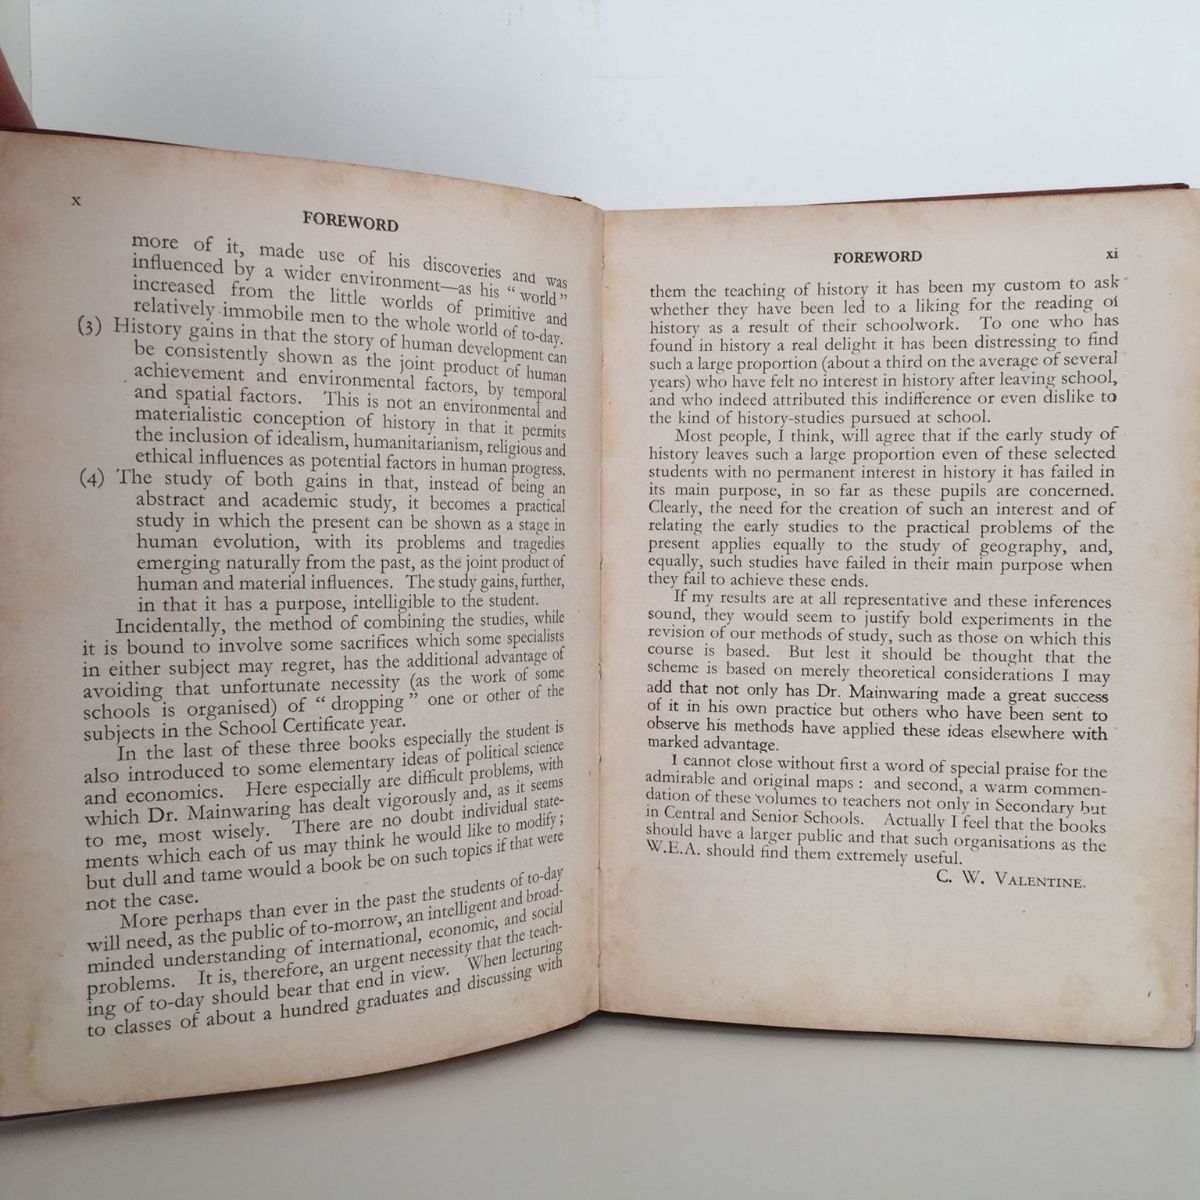 x
FOREWORD
more of it, made use of his discoveries and was
influenced by a wider environment—as his “ world ”
increased from the little worlds of primitive and
relatively immobile men to the whole world of to-day.
(3) History gains in that the story of human development can
be consistently shown as the joint product of human
achievement and environmental factors, by temporal
and spatial factors. This is not an environmental and
materialistic conception of history in that it permits
the inclusion of idealism, humanitarianism, religious and
ethical influences as potential factors in human progress.
(4) The study of both gains in that, instead of being an
abstract and academic study, it becomes a practical
study in which the present can be shown as a stage in
human evolution, with its problems and tragedies
emerging naturally from the past, as the joint product of
human and material influences. The study gains, further,
in that it has a purpose, intelligible to the student.
Incidentally, the method of combining the studies, while
it is bound to involve some sacrifices which some specialists
in either subject may regret, has the additional advantage of
avoiding that unfortunate necessity (as the work of some
schools is organised) of “ dropping ” one or other of the
subjects in the School Certificate year.
In the last of these three books especially the student is
also introduced to some elementary ideas of political science
and economics. Here especially are difficult problems, with
which Dr. Mainwaring has dealt vigorously and, as it seems
to me, most wisely. There are no doubt individual state-
ments which each of us may think he would like to modify ;
but dull and tame would a book be on such topics if that were
not the case.
More perhaps than ever in the past the students of to-day
will need, as the public of to-morrow, an intelligent and broad-
minded understanding of international, economic, and social
problems. It is, therefore, an urgent necessity that the teach-
ing of to-day should bear that end in view. When lecturing
to classes of about a hundred graduates and discussing with
FOREWORD
xi
them the teaching of history it has been my custom to ask
whether they have been led to a liking for the reading of
history as a result of their schoolwork. To one who has
found in history a real delight it has been distressing to find
such a large proportion (about a third on the average of several
years) who have felt no interest in history after leaving school,
and who indeed attributed this indifference or even dislike to
the kind of history-studies pursued at school.
Most people, I think, will agree that if the early study of
history leaves such a large proportion even of these selected
students with no permanent interest in history it has failed in
its main purpose, in so far as these pupils are concerned.
Clearly, the need for the creation of such an interest and of
relating the early studies to the practical problems of the
present applies equally to the study of geography, and,
equally, such studies have failed in their main purpose when
they fail to achieve these ends.
If my results are at all representative and these inferences
sound, they would seem to justify bold experiments in the
revision of our methods of study, such as those on which this
course is based. But lest it should be thought that the
scheme is based on merely theoretical considerations I may
add that not only has Dr. Mainwaring made a great success
of it in his own practice but others who have been sent to
observe his methods have applied these ideas elsewhere with
marked advantage.
I cannot close without first a word of special praise for the
admirable and original maps : and second, a warm commen-
dation of these volumes to teachers not only in Secondary but
in Central and Senior Schools. Actually I feel that the books
should have a larger public and that such organisations as the
W.E.A. should find them extremely useful.
C. W. VALENTINE.